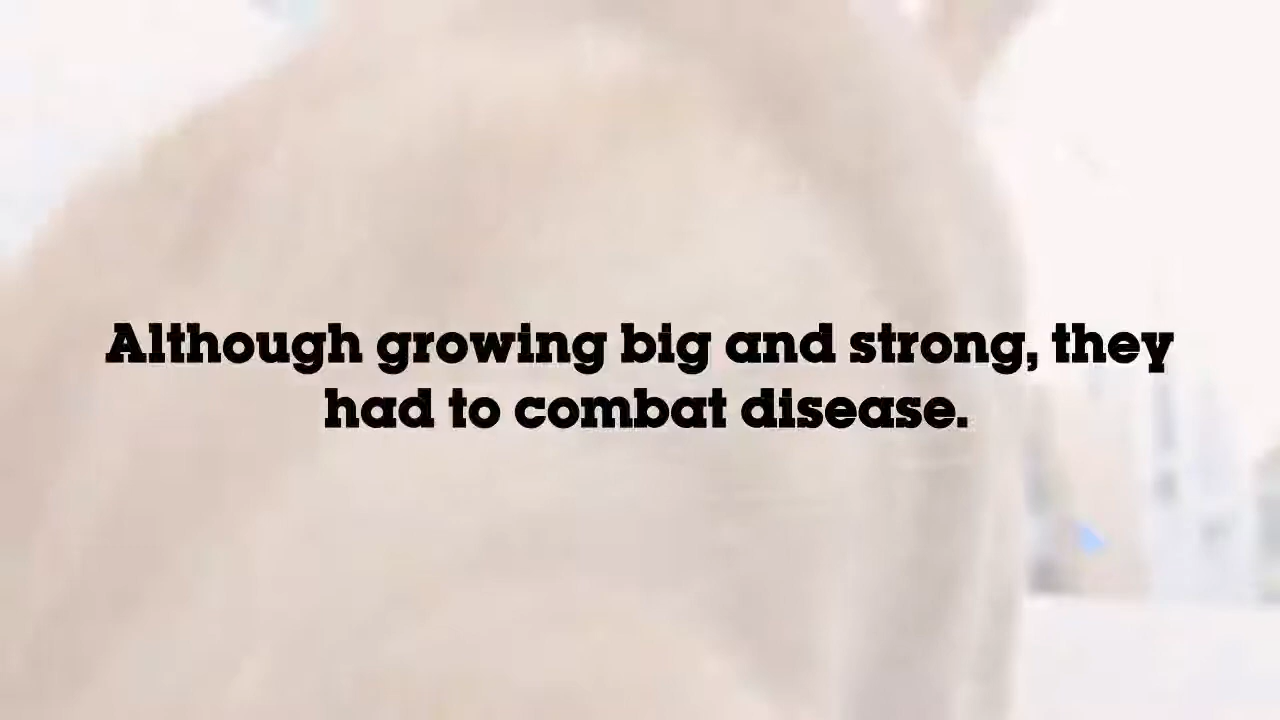 Although growing big and strong, they
had to combat disease.